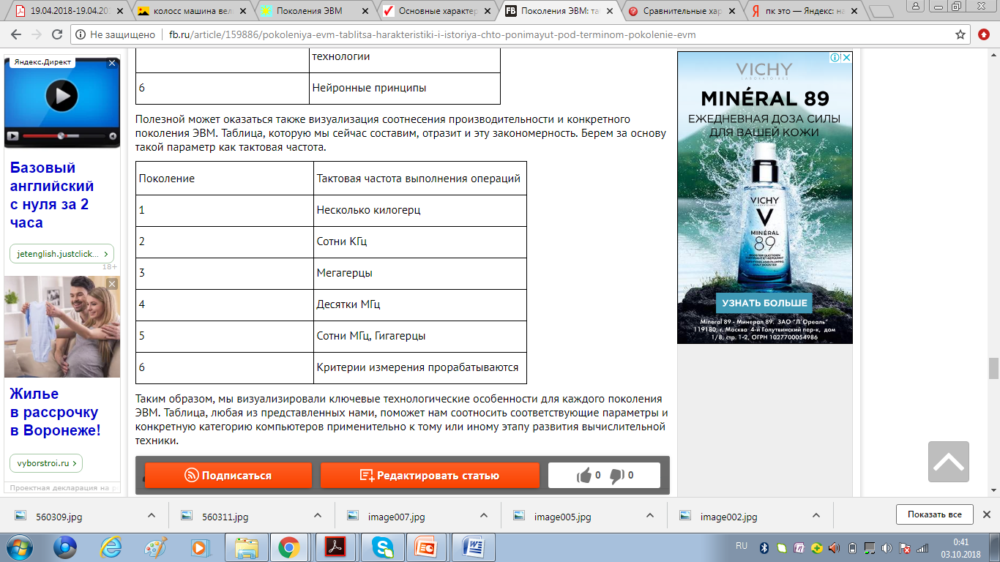 19.04.2018-19.04.201
колосс машина вели
Поколения ЭВМ
Основные характер
Поколения ЭВМ: таб
Сравнительные хар
пк это — Яндекс: на
Не защищено
fb.ru/article/159886/pokoleniya-evm-tablitsa-harakteristiki-i-istoriya-chto-ponimayut-pod-terminom-pokolenie-evm
Яндекс.Директ
Базовый
английский
с нуля за 2
часа
jetenglish.justclick...
18+
Жилье
в рассрочку
в Воронеже!
vyborstroi.ru
Проектная декларация на р
технологии
6 Нейронные принципы
Полезной может оказаться также визуализация соотнесения производительности и конкретного
поколения ЭВМ. Таблица, которую мы сейчас составим, отразит и эту закономерность. Берем за основу
такой параметр как тактовая частота.
Поколение Тактовая частота выполнения операций
1 Несколько килогерц
2 Сотни КГц
3 Мегагерцы
4 Десятки МГц
5 Сотни МГц, Гигагерцы
6 Критерии измерения прорабатываются
Таким образом, мы визуализировали ключевые технологические особенности для каждого поколения
ЭВМ. Таблица, любая из представленных нами, поможет нам соотносить соответствующие параметры и
конкретную категорию компьютеров применительно к тому или иному этапу развития вычислительной
техники.
Подписаться
Редактировать статью
0 0
VICHY
LABORATOIRES
MINÉRAL 89
ЕЖЕДНЕВНАЯ ДОЗА СИЛЫ
ДЛЯ ВАШЕЙ КОЖИ
VICHY
V
MINÉRAL
89
УЗНАТЬ БОЛЬШЕ
Mineral 89 - Минерал 89. ЗАО "Л'Ореаль"
119180, г. Москва 4-й Голутвинский пер-к, дом
1/8, стр. 1-2, ОГРН 1027700054986
560309.jpg
560311.jpg
image007.jpg
image005.jpg
image002.jpg
Показать все
RU
0:41
03.10.2018